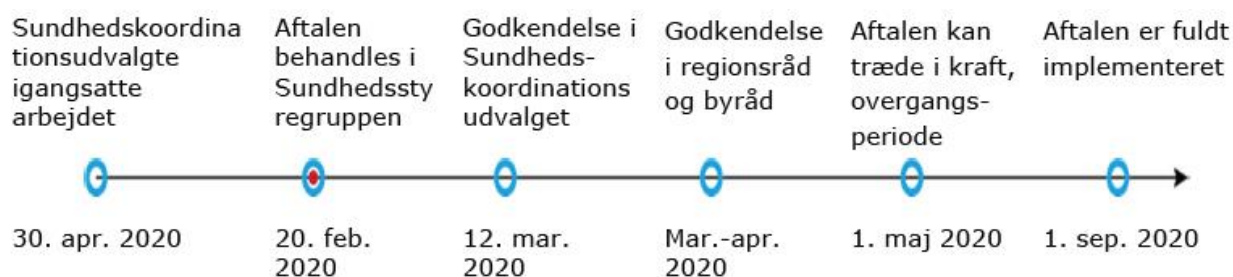 Sundhedskoordina
tionsudvalgte
igangsatte
arbejdet
Aftalen
behandles i
Sundhedssty
regruppen
Godkendelse i
Sundheds-
koordinations
udvalget
Godkendelse
i regionsråd
og byråd
Aftalen kan
træde i kraft,
overgangs-
periode
Aftalen er fuldt
implementeret
30. apr. 2020
20. feb.
2020
12. mar.
2020
Mar.-apr.
2020
1. maj 2020
1. sep. 2020